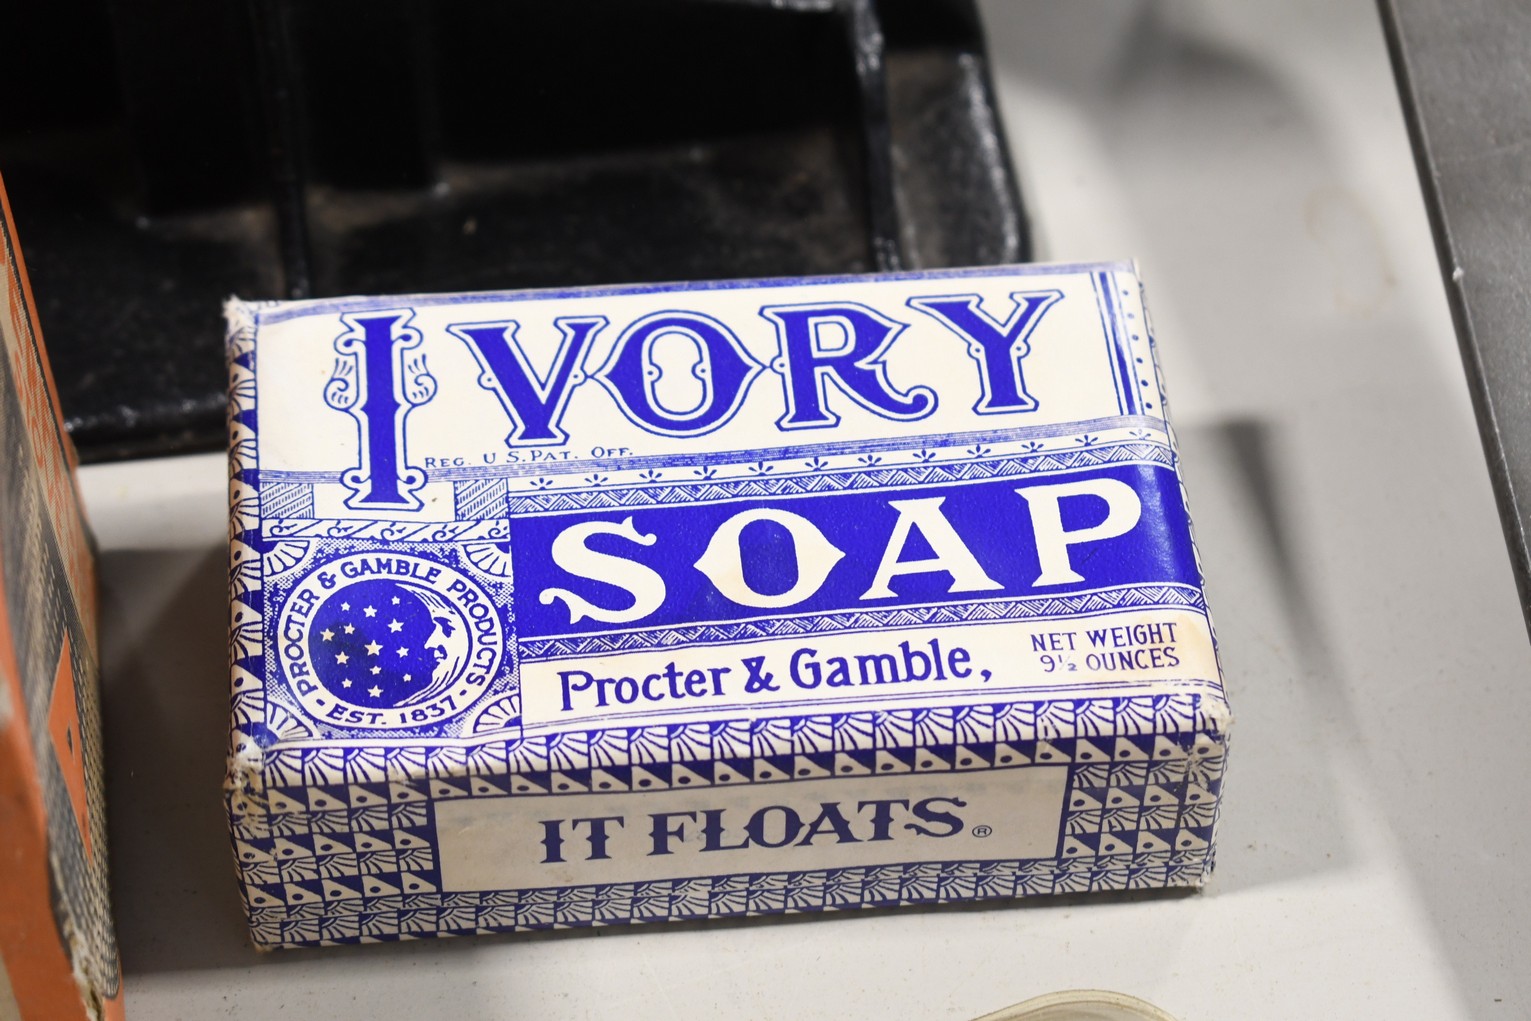 IVORY
REG. U.S. PAT. OFF.
SOAP
PROCTER & GAMBLE PRODUCTS
EST. 1837
Procter & Gamble,
NET WEIGHT
9½ OUNCES
IT FLOATS®